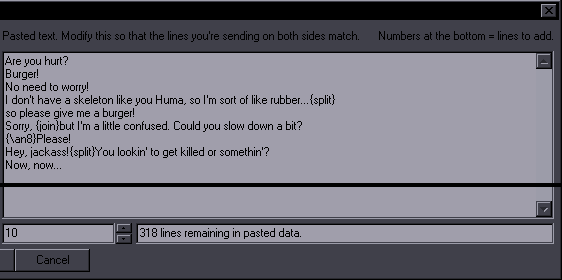 Pasted text. Modify this so that the lines you're sending on both sides match. Numbers at the bottom = lines to add.
Are you hurt?
Burger!
No need to worry!
I don't have a skeleton like you Huma, so I'm sort of like rubber...{split}
so please give me a burger!
Sorry, {join}but I'm a little confused. Could you slow down a bit?
{\an8}Please!
Hey, jackass!{split}You lookin' to get killed or somethin'?
Now, now...
10
318 lines remaining in pasted data.
Cancel